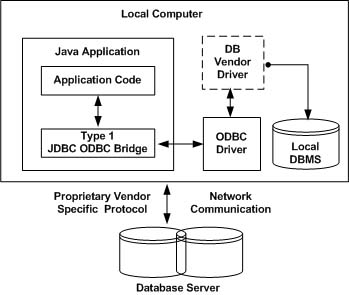 Local Computer
Java Application
Application Code
Type 1
JDBC ODBC Bridge
DB
Vendor
Driver
ODBC
Driver
Local
DBMS
Proprietary Vendor
Specific Protocol
Network
Communication
Database Server